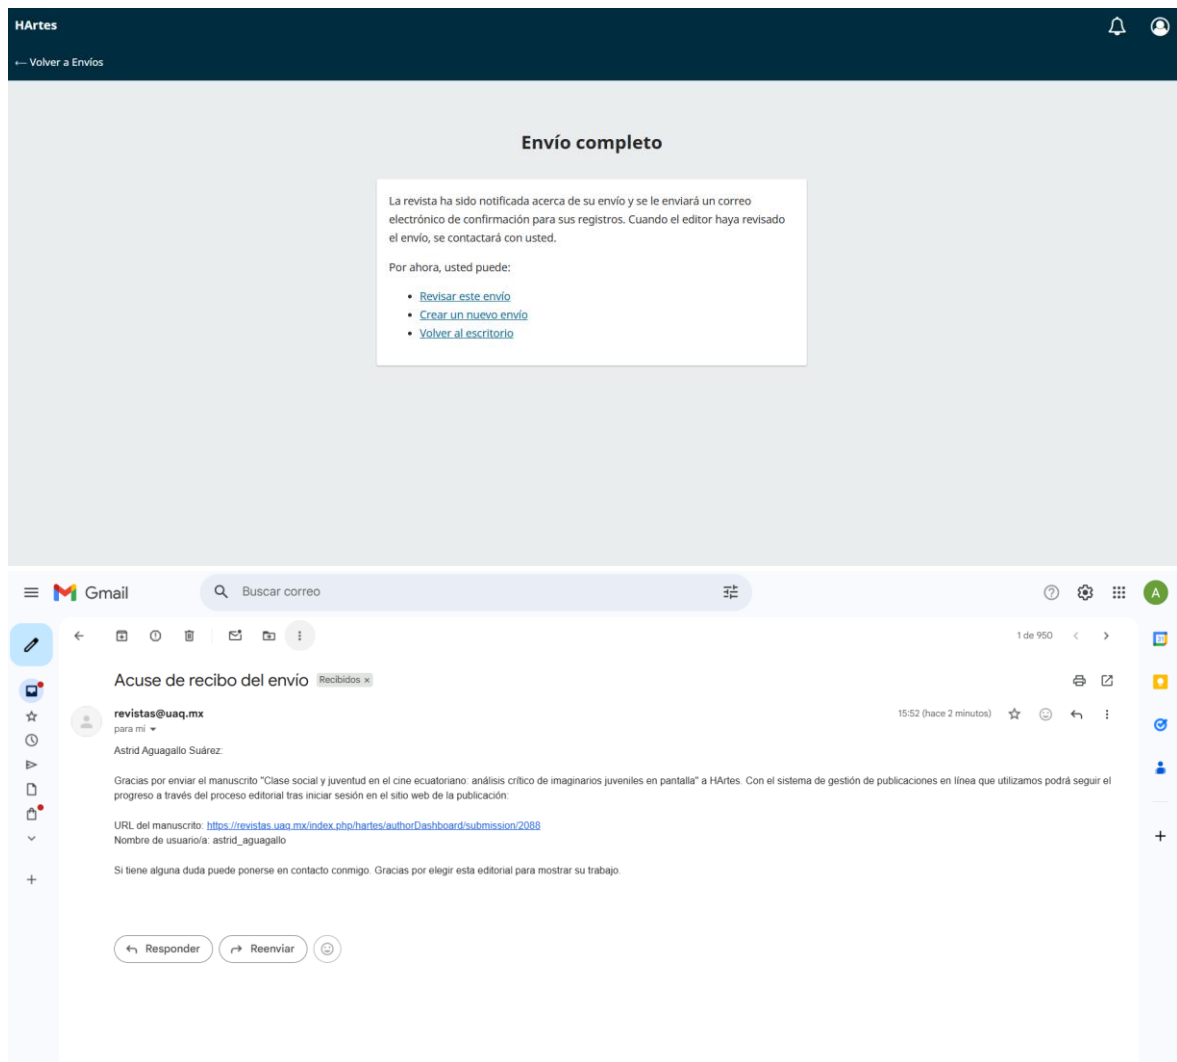 HArtes
← Volver a Envíos
Envío completo
La revista ha sido notificada acerca de su envío y se le enviará un correo
electrónico de confirmación para sus registros. Cuando el editor haya revisado
el envío, se contactará con usted.
Por ahora, usted puede:
• Revisar este envío
• Crear un nuevo envío
• Volver al escritorio
Gmail
Buscar correo
A
1 de 950
31
Acuse de recibo del envío Recibidos x
revistas@uaq.mx
15:52 (hace 2 minutos)
para mí
Astrid Aguagallo Suárez:
Gracias por enviar el manuscrito "Clase social y juventud en el cine ecuatoriano: análisis crítico de imaginarios juveniles en pantalla" a HArtes. Con el sistema de gestión de publicaciones en línea que utilizamos podrá seguir el
progreso a través del proceso editorial tras iniciar sesión en el sitio web de la publicación:
URL del manuscrito: https://revistas.uaq.mx/index.php/hartes/authorDashboard/submission/2088
Nombre de usuario/a: astrid_aguagallo
Si tiene alguna duda puede ponerse en contacto conmigo. Gracias por elegir esta editorial para mostrar su trabajo.
Responder
Reenviar